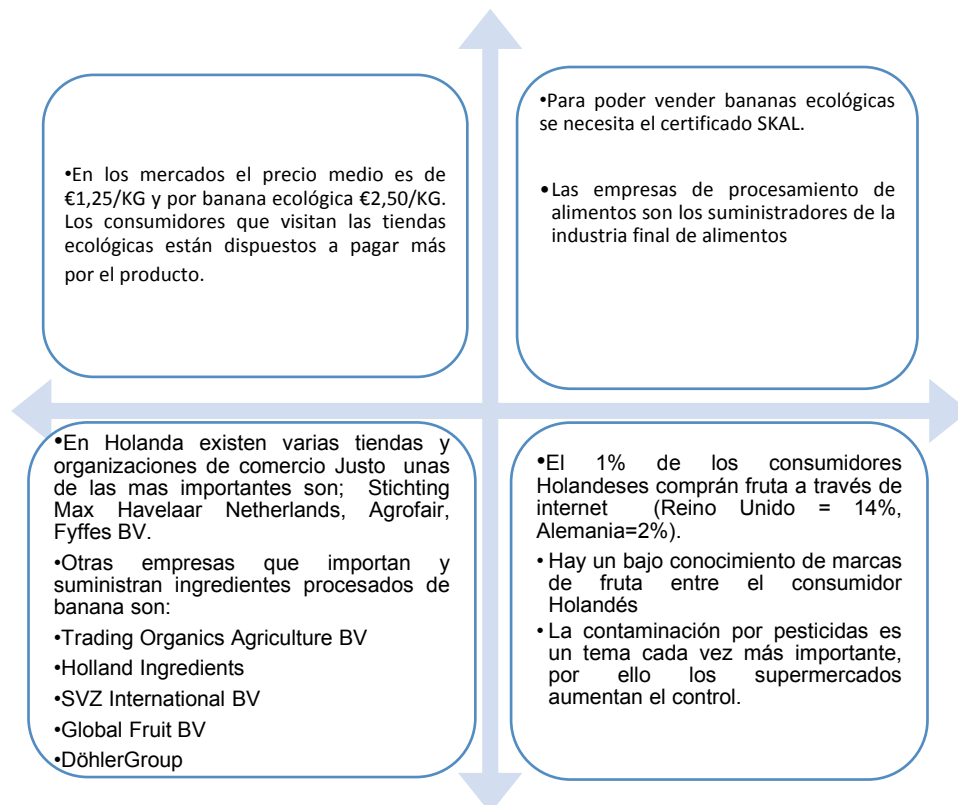 •En los mercados el precio medio es de
€1,25/KG y por banana ecológica €2,50/KG.
Los consumidores que visitan las tiendas
ecológicas están dispuestos a pagar más
por el producto.
•Para poder vender bananas ecológicas
se necesita el certificado SKAL.
•Las empresas de procesamiento de
alimentos son los suministradores de la
industria final de alimentos
•En Holanda existen varias tiendas y
organizaciones de comercio Justo unas
de las mas importantes son; Stichting
Max Havelaar Netherlands, Agrofair,
Fyffes BV.
•Otras empresas que importan y
suministran ingredientes procesados de
banana son:
•Trading Organics Agriculture BV
•Holland Ingredients
•SVZ International BV
•Global Fruit BV
•DöhlerGroup
•El 1% de los consumidores
Holandeses comprán fruta a través de
internet (Reino Unido = 14%,
Alemania=2%).
• Hay un bajo conocimiento de marcas
de fruta entre el consumidor
Holandés
• La contaminación por pesticidas es
un tema cada vez más importante,
por ello los supermercados
aumentan el control.